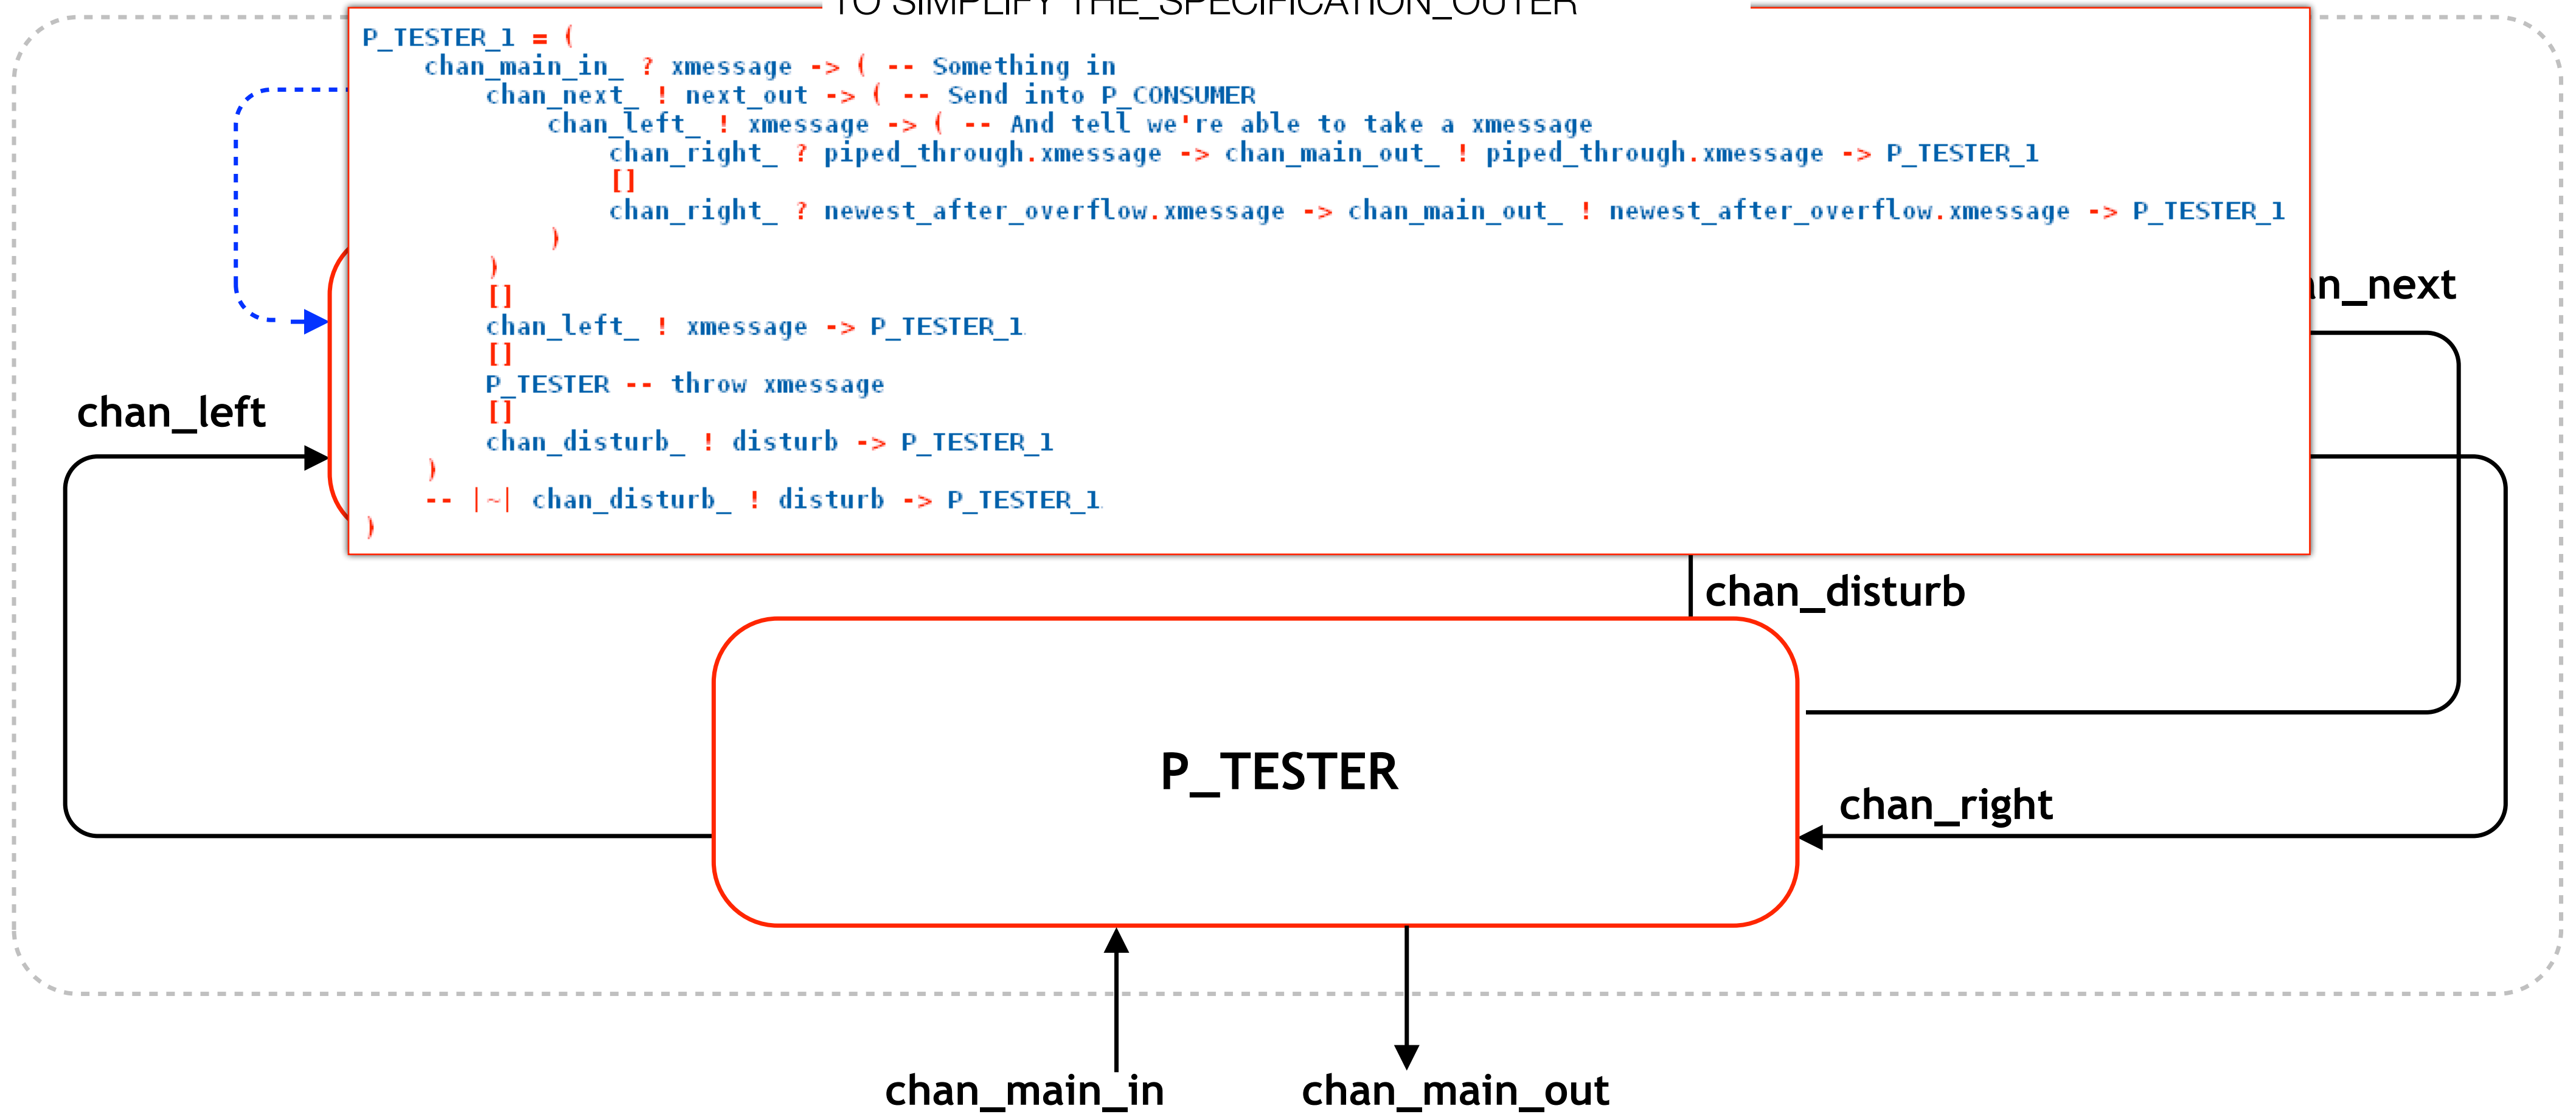 TO SIMPLIFY THE_SPECIFICATION_OUTER
P_TESTER_1 = (
chan_main_in_ ? xmessage -> ( -- Something in
chan_next_ ! next_out -> ( -- Send into P_CONSUMER
chan_left_ ! xmessage -> ( -- And tell we're able to take a xmessage
chan_right_ ? piped_through.xmessage -> chan_main_out_ ! piped_through.xmessage -> P_TESTER_1
[]
chan_right_ ? newest_after_overflow.xmessage -> chan_main_out_ ! newest_after_overflow.xmessage -> P_TESTER_1
)
)
[]
chan_left_ ! xmessage -> P_TESTER_1
[]
P_TESTER -- throw xmessage
[]
chan_disturb_ ! disturb -> P_TESTER_1
)
-- |~| chan_disturb_ ! disturb -> P_TESTER_1
)
an_next
chan_left
chan_disturb
P_TESTER
chan_right
chan_main_in
chan_main_out